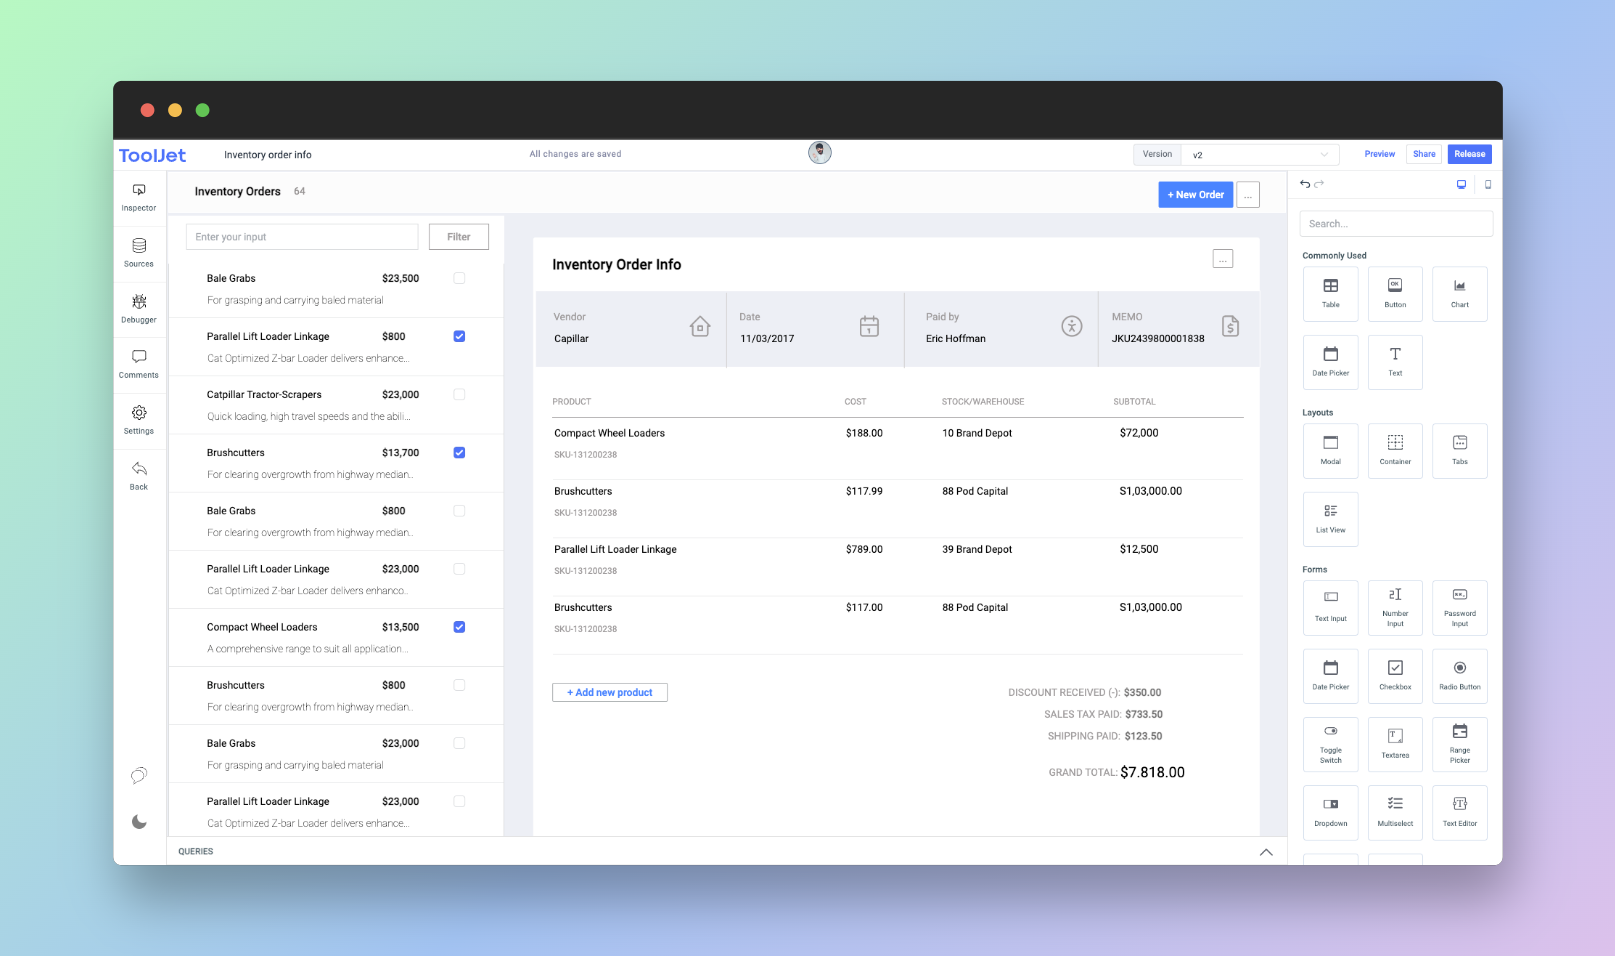 ToolJet
Inventory order info
All changes are saved
Version
v2
Preview
Share
Release
Inspector
Sources
Debugger
Comments
Settings
Back
Inventory Orders 64
+ New Order
...
Enter your input
Filter
Bale Grabs $23,500
For grasping and carrying baled material
Parallel Lift Loader Linkage $800
Cat Optimized Z-bar Loader delivers enhance...
Catpillar Tractor-Scrapers $23,000
Quick loading, high travel speeds and the abili...
Brushcutters $13,700
For clearing overgrowth from highway median..
Bale Grabs $800
For clearing overgrowth from highway median..
Parallel Lift Loader Linkage $23,000
Cat Optimized Z-bar Loader delivers enhanco..
Compact Wheel Loaders $13,500
A comprehensive range to suit all application...
Brushcutters $800
For clearing overgrowth from highway median..
Bale Grabs $23,000
For grasping and carrying baled material
Parallel Lift Loader Linkage $23,000
Cat Optimized Z-bar Loader delivers enhance...
Inventory Order Info
...
Vendor
Capillar
Date
11/03/2017
1
Paid by
Eric Hoffman
MEMO
JKU2439800001838
$
PRODUCT COST STOCK/WAREHOUSE SUBTOTAL
Compact Wheel Loaders $188.00 10 Brand Depot $72,000
SKU-131200238
Brushcutters $117.99 88 Pod Capital S1,03,000.00
SKU-131200238
Parallel Lift Loader Linkage $789.00 39 Brand Depot $12,500
SKU-131200238
Brushcutters $117.00 88 Pod Capital S1,03,000.00
SKU-131200238
+ Add new product
DISCOUNT RECEIVED (-): $350.00
SALES TAX PAID: $733.50
SHIPPING PAID: $123.50
GRAND TOTAL: $7.818.00
QUERIES
Search...
Commonly Used
Table
OK
Button
Chart
Date Picker
T
Text
Layouts
Modal
Container
Tabs
List View
Forms
Text Input
Number
Input
Password
Input
Date Picker
Checkbox
Radio Button
Toggle
Switch
T
Textarea
Range
Picker
Dropdown
Multiselect
T
Text Editor